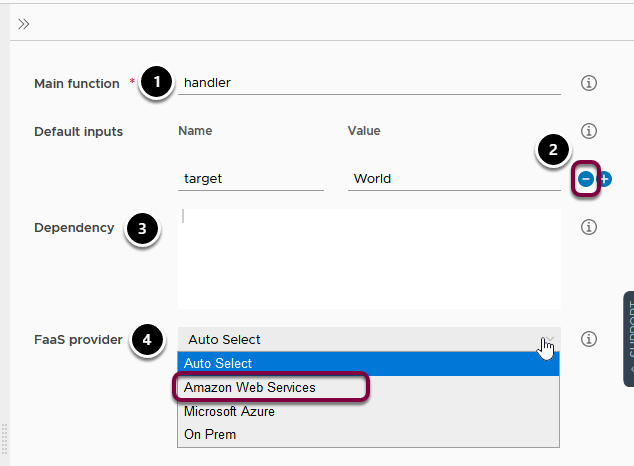 Main function * 1 handler
Default inputs Name Value
2
target World
Dependency 3
FaaS provider 4 Auto Select
Auto Select
Amazon Web Services
Microsoft Azure
On Prem
SUPPORT